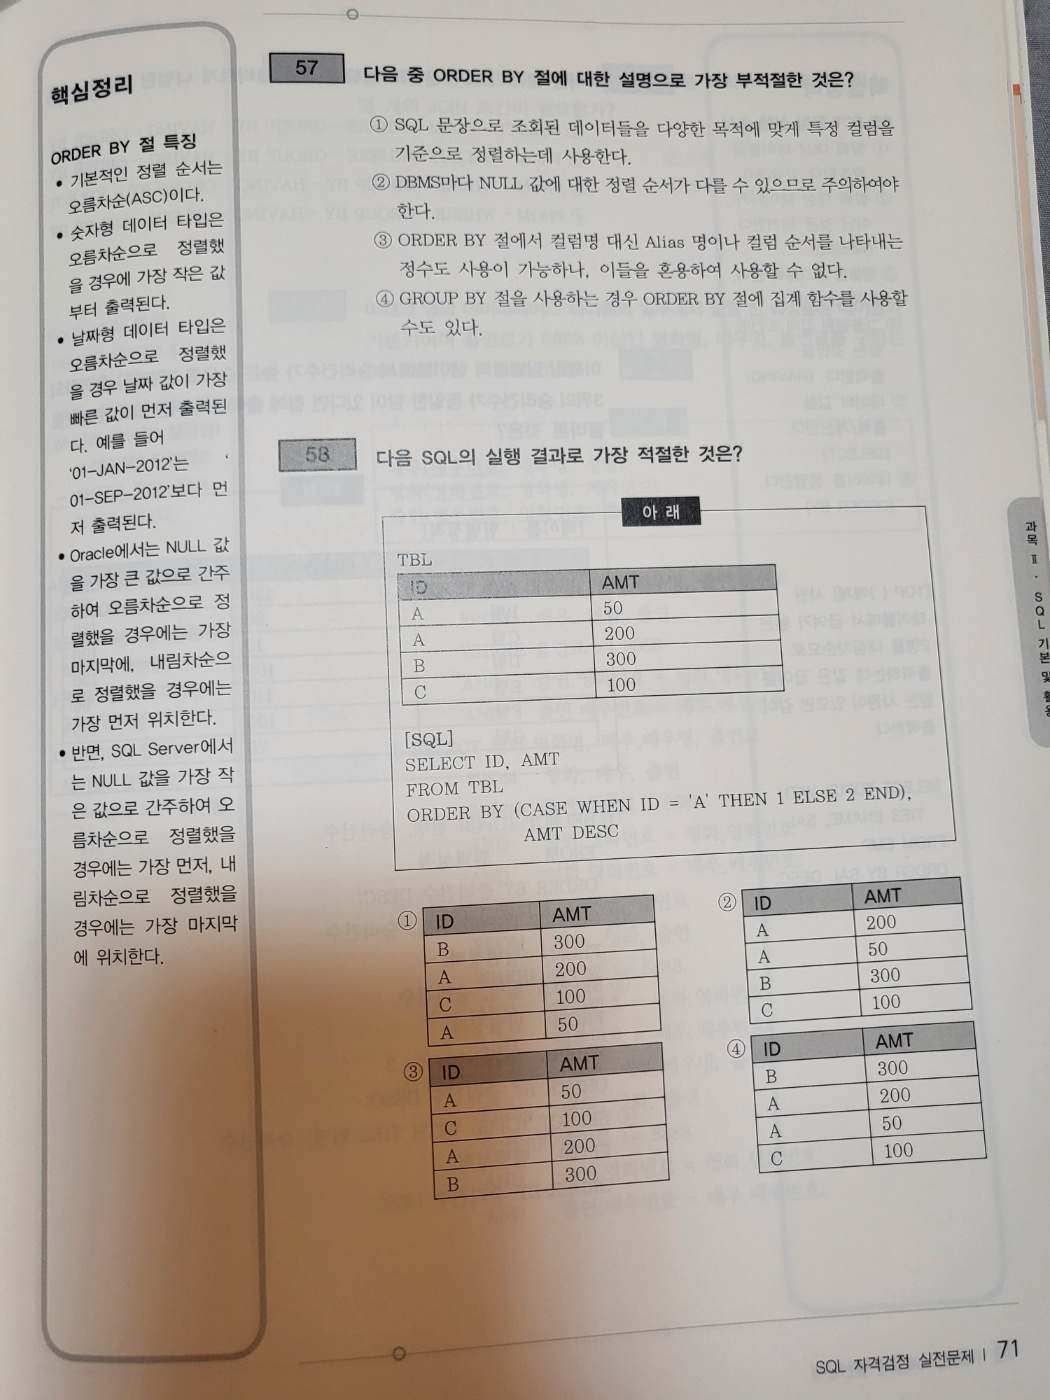 핵심정리
ORDER BY 절 특징
• 기본적인 정렬 순서는
오름차순(ASC)이다.
• 숫자형 데이터 타입은
오름차순으로 정렬했
을 경우에 가장 작은 값
부터 출력된다.
• 날짜형 데이터 타입은
오름차순으로 정렬했
을 경우 날짜 값이 가장
빠른 값이 먼저 출력된
다. 예를 들어
'01-JAN-2012'는 '
01-SEP-2012'보다 먼
저 출력된다.
• Oracle에서는 NULL 값
을 가장 큰 값으로 간주
하여 오름차순으로 정
렬했을 경우에는 가장
마지막에, 내림차순으
로 정렬했을 경우에는
가장 먼저 위치한다.
• 반면, SQL Server에서
는 NULL 값을 가장 작
은 값으로 간주하여 오
름차순으로 정렬했을
경우에는 가장 먼저, 내
림차순으로 정렬했을
경우에는 가장 마지막
에 위치한다.
57 다음 중 ORDER BY 절에 대한 설명으로 가장 부적절한 것은?
① SQL 문장으로 조회된 데이터들을 다양한 목적에 맞게 특정 컬럼을
기준으로 정렬하는데 사용한다.
② DBMS마다 NULL 값에 대한 정렬 순서가 다를 수 있으므로 주의하여야
한다.
③ ORDER BY 절에서 컬럼명 대신 Alias 명이나 컬럼 순서를 나타내는
정수도 사용이 가능하나, 이들을 혼용하여 사용할 수 없다.
④ GROUP BY 절을 사용하는 경우 ORDER BY 절에 집계 함수를 사용할
수도 있다.
58 다음 SQL의 실행 결과로 가장 적절한 것은?
아 래
TBL
ID AMT
A 50
A 200
B 300
C 100
[SQL]
SELECT ID, AMT
FROM TBL
ORDER BY (CASE WHEN ID = 'A' THEN 1 ELSE 2 END),
AMT DESC
①
ID AMT
B 300
A 200
C 100
A 50
②
ID AMT
A 200
A 50
B 300
C 100
③
ID AMT
A 50
C 100
A 200
B 300
④
ID AMT
B 300
A 200
A 50
C 100
과목 Ⅱ · SQL 기본 및 활용
SQL 자격검정 실전문제 | 71